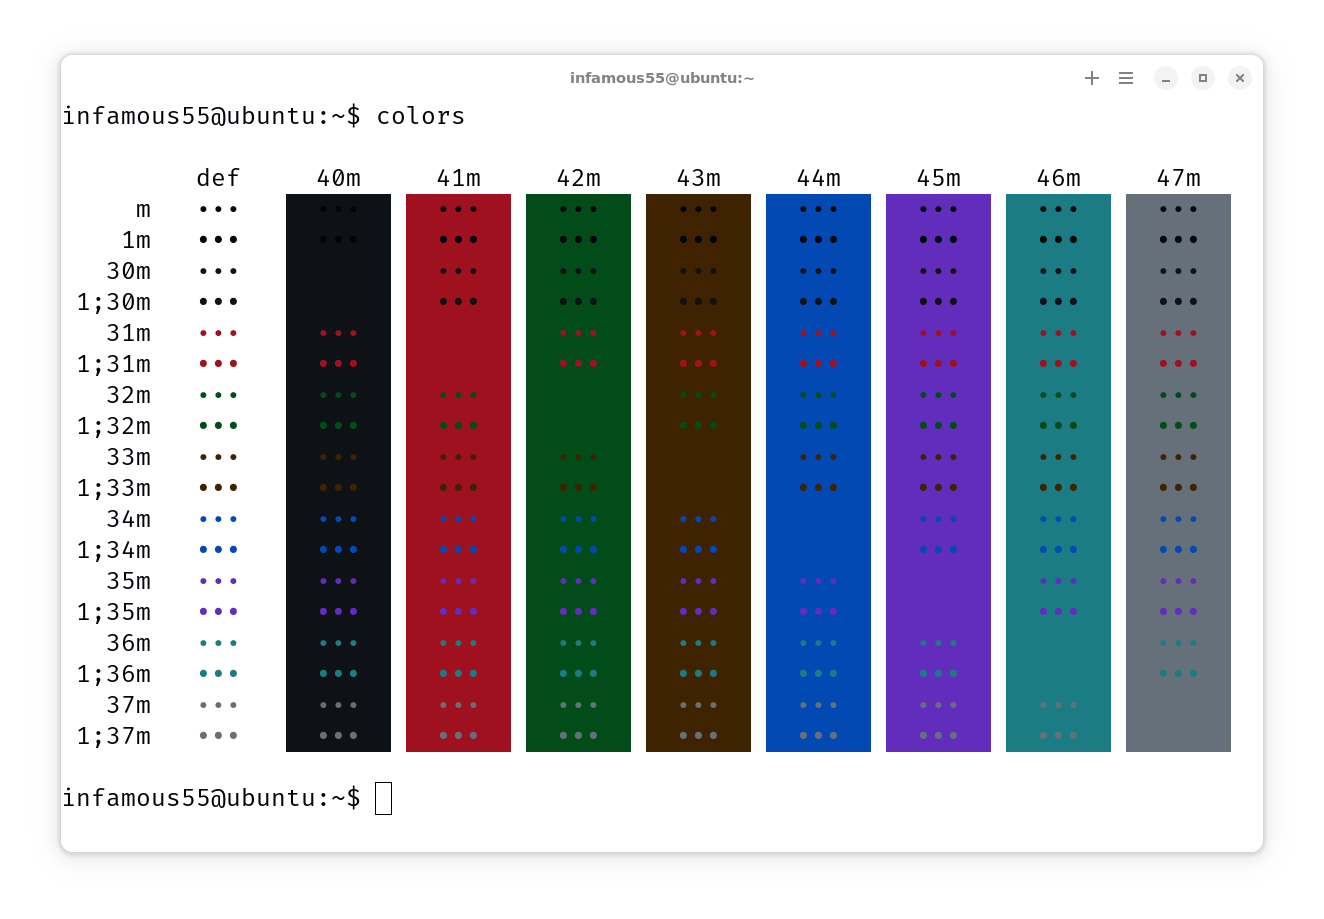 infamous55@ubuntu:~
infamous55@ubuntu:~$ colors
def 40m 41m 42m 43m 44m 45m 46m 47m
m ••• ••• ••• ••• ••• ••• ••• ••• •••
1m ••• ••• ••• ••• ••• ••• ••• ••• •••
30m ••• ••• ••• ••• ••• ••• ••• •••
1;30m ••• ••• ••• ••• ••• ••• ••• •••
31m ••• ••• ••• ••• ••• ••• ••• •••
1;31m ••• ••• ••• ••• ••• ••• ••• •••
32m ••• ••• ••• ••• ••• ••• ••• •••
1;32m ••• ••• ••• ••• ••• ••• ••• •••
33m ••• ••• ••• ••• ••• ••• ••• •••
1;33m ••• ••• ••• ••• ••• ••• ••• •••
34m ••• ••• ••• ••• ••• ••• ••• •••
1;34m ••• ••• ••• ••• ••• ••• ••• •••
35m ••• ••• ••• ••• ••• ••• ••• •••
1;35m ••• ••• ••• ••• ••• ••• ••• •••
36m ••• ••• ••• ••• ••• ••• ••• •••
1;36m ••• ••• ••• ••• ••• ••• ••• •••
37m ••• ••• ••• ••• ••• ••• ••• •••
1;37m ••• ••• ••• ••• ••• ••• ••• •••
infamous55@ubuntu:~$